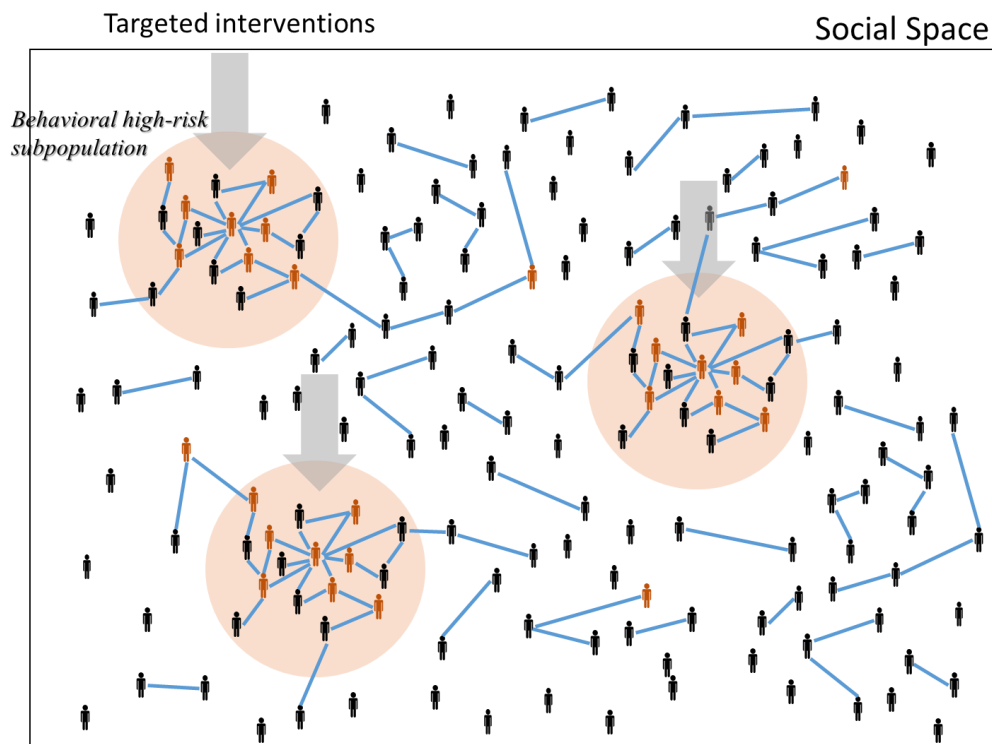 Targeted interventions
Social Space
Behavioral high-risk
subpopulation